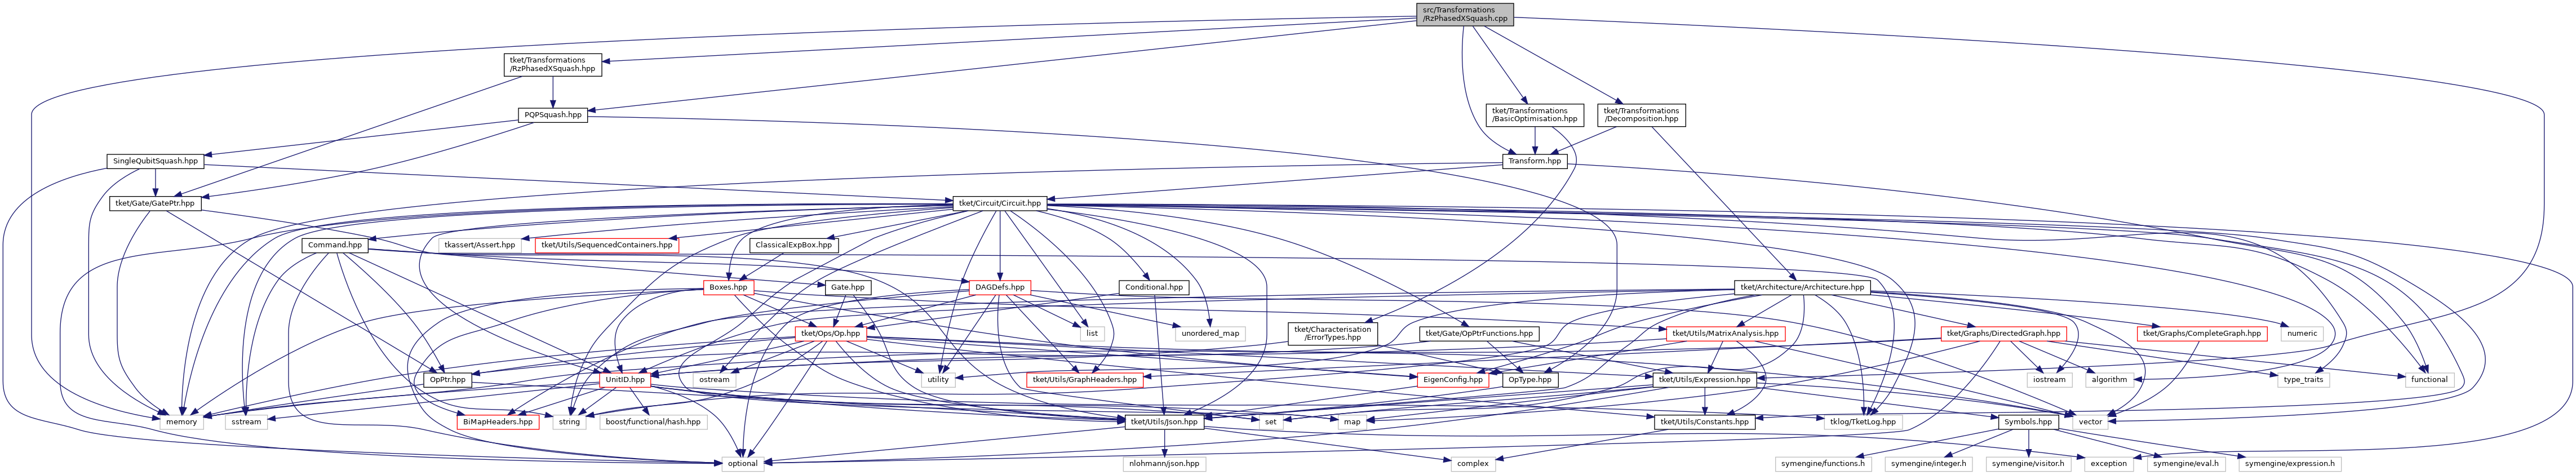 src/Transformations
/RzPhasedXSquash.cpp
tket/Transformations
/RzPhasedXSquash.hpp
PQPSquash.hpp
tket/Transformations
/BasicOptimisation.hpp
tket/Transformations
/Decomposition.hpp
SingleQubitSquash.hpp
Transform.hpp
tket/Gate/GatePtr.hpp
tket/Circuit/Circuit.hpp
Command.hpp
tkassert/Assert.hpp
tket/Utils/SequencedContainers.hpp
ClassicalExpBox.hpp
Boxes.hpp
Gate.hpp
DAGDefs.hpp
Conditional.hpp
tket/Architecture/Architecture.hpp
tket/Ops/Op.hpp
list
unordered_map
tket/Characterisation
/ErrorTypes.hpp
tket/Gate/OpPtrFunctions.hpp
tket/Utils/MatrixAnalysis.hpp
tket/Graphs/DirectedGraph.hpp
tket/Graphs/CompleteGraph.hpp
numeric
OpPtr.hpp
UnitID.hpp
ostream
utility
tket/Utils/GraphHeaders.hpp
EigenConfig.hpp
OpType.hpp
tket/Utils/Expression.hpp
iostream
algorithm
type_traits
functional
memory
sstream
BiMapHeaders.hpp
string
boost/functional/hash.hpp
tket/Utils/Json.hpp
set
map
tket/Utils/Constants.hpp
tklog/TketLog.hpp
Symbols.hpp
vector
optional
nlohmann/json.hpp
complex
symengine/functions.h
symengine/integer.h
symengine/visitor.h
exception
symengine/eval.h
symengine/expression.h